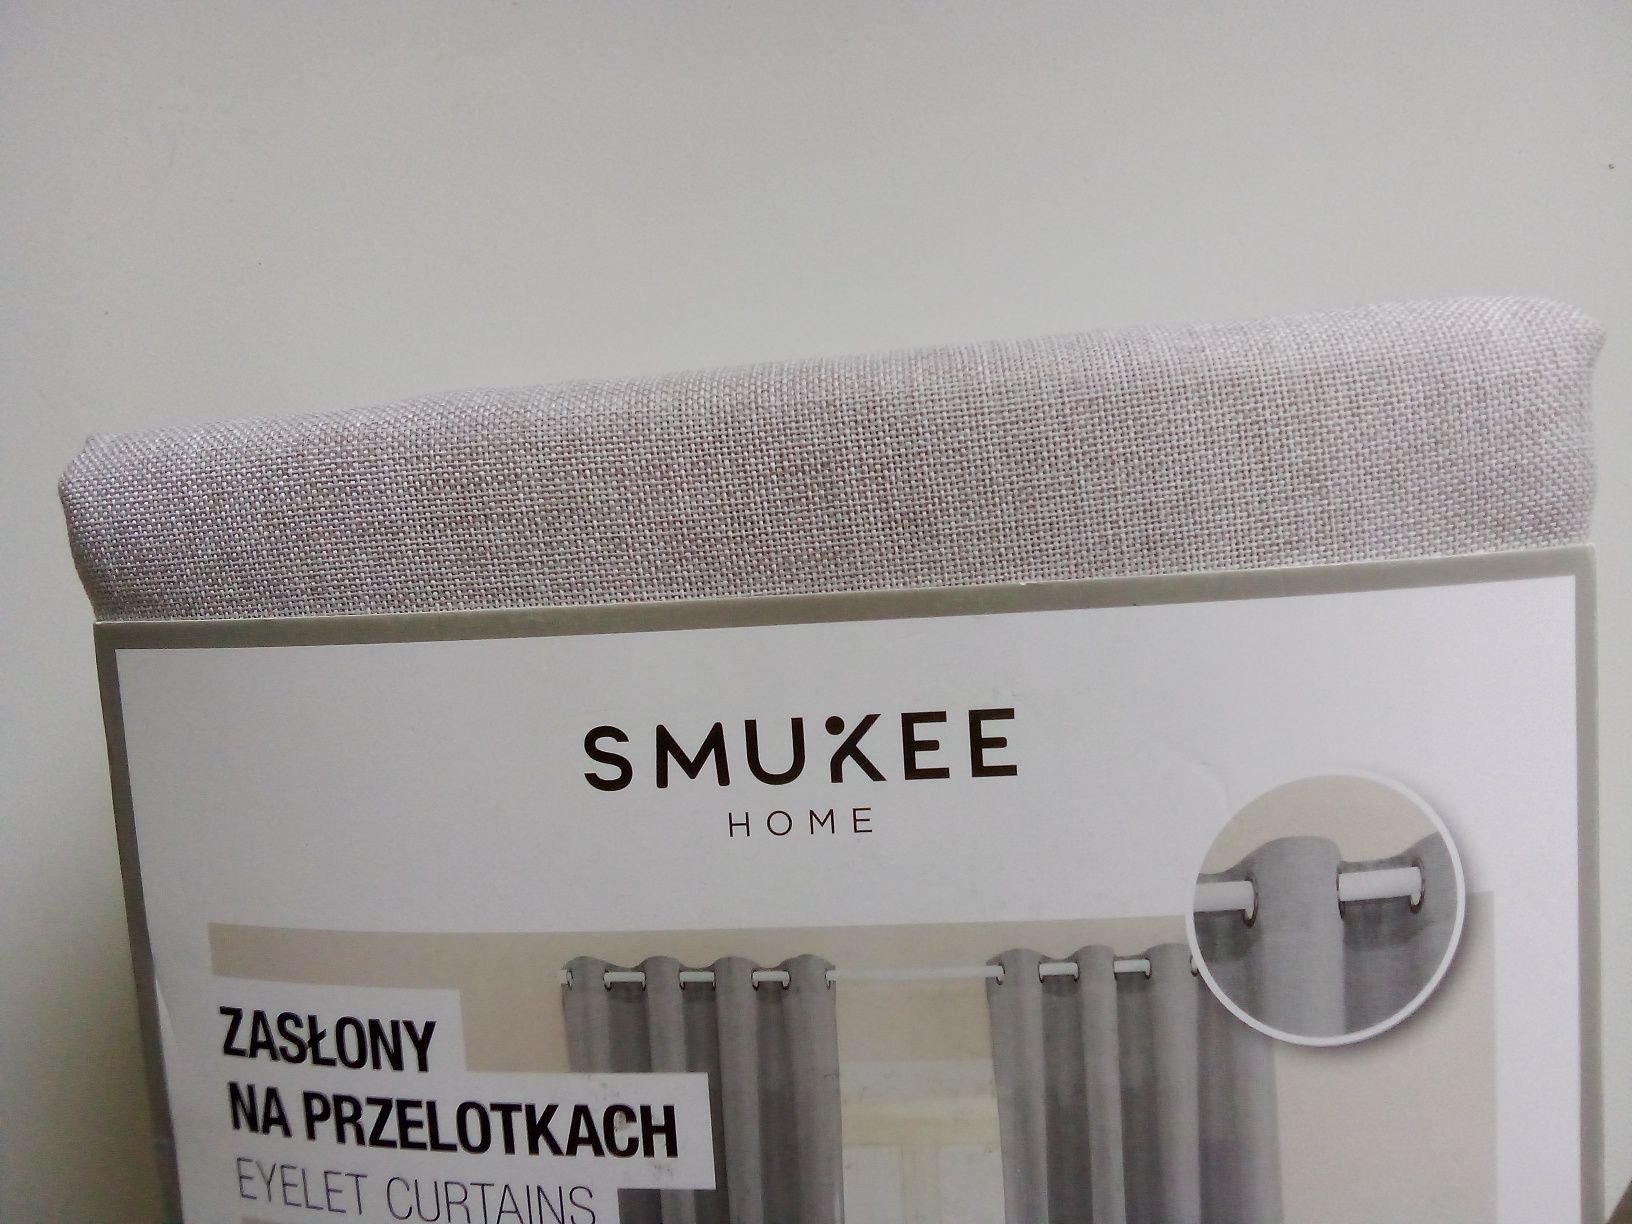 SMUKEE
HOME
ZASŁONY
NA PRZELOTKACH
EYELET CURTAINS